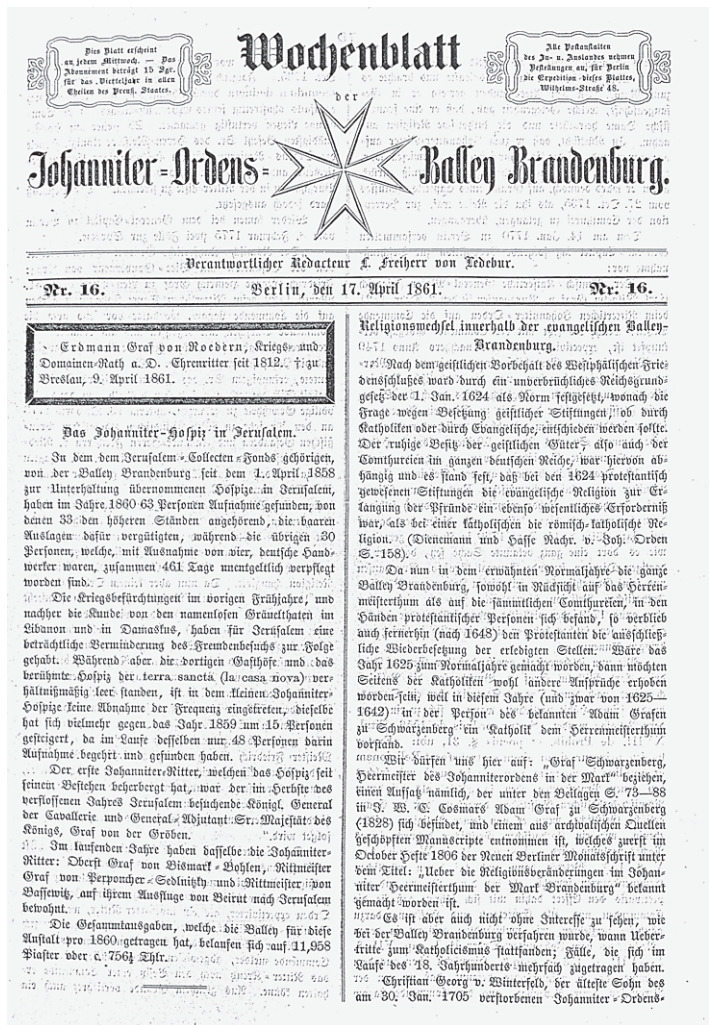 Dies Blatt erscheint
an jedem Mittwoch. — Das
Abonnement beträgt 15 Sgr.
für das Vierteljahr in allen
Theilen des Preuß. Staates.
Wochenblatt
der
Alle Postanstalten
des In- u. Auslandes nehmen
Bestellungen an, für Berlin
die Expedition dieses Blattes,
Wilhelms-Straße 48.
Johanniter-Ordens-Balley Brandenburg.
Verantwortlicher Redacteur L. Freiherr von Ledebur.
Nr. 16. Berlin, den 17. April 1861. Nr. 16.
Erdmann Graf von Roedern, Kriegs- und
Domainen-Rath a. D. Ehrenritter seit 1812. † zu
Breslau, 9. April 1861.
Das Johanniter-Hospiz in Jerusalem.
In dem dem Jerusalem-Collecten-Fonds gehörigen,
von der Balley Brandenburg seit dem 1. April 1858
zur Unterhaltung übernommenen Hospize in Jerusalem,
haben im Jahre 1860 63 Personen Aufnahme gefunden, von
denen 33 den höheren Ständen angehörend, die baaren
Auslagen dafür vergütigten, während die übrigen 30
Personen, welche, mit Ausnahme von vier, deutsche Hand-
werker waren, zusammen 461 Tage unentgeltlich verpflegt
worden sind.
Die Kriegsbefürchtungen im vorigen Frühjahre, und
nachher die Kunde von den namenlosen Gräuelthaten im
Libanon und in Damaskus, haben für Jerusalem eine
beträchtliche Verminderung des Fremdenbesuchs zur Folge
gehabt. Während aber die dortigen Gasthöfe und das
berühmte Hospiz der terra sancta (la casa nova) ver-
hältnißmäßig leer standen, ist in dem kleinen Johanniter-
Hospize keine Abnahme der Frequenz eingetreten, dieselbe
hat sich vielmehr gegen das Jahr 1859 um 15 Personen
gesteigert, da im Laufe desselben nur 48 Personen darin
Aufnahme begehrt und gefunden haben.
Der erste Johanniter-Ritter, welchen das Hospiz seit
seinem Bestehen beherbergt hat, war der im Herbste des
verflossenen Jahres Jerusalem besuchende Königl. General
der Cavallerie und General-Adjutant Sr. Majestät des
Königs, Graf von der Gröben.
Im laufenden Jahre haben dasselbe die Johanniter-
Ritter: Oberst Graf von Bismark-Bohlen, Rittmeister
Graf von Perponcher-Sedlnitzky und Rittmeister von
Bassewitz, auf ihrem Ausfluge von Beirut nach Jerusalem
bewohnt.
Die Gesammtausgaben, welche die Balley für diese
Anstalt pro 1860 getragen hat, belaufen sich auf 11,958
Piaster oder c. 756¾ Thlr.
Religionswechsel innerhalb der evangelischen Balley-
Brandenburg.
Nach dem geistlichen Vorbehalt des Westphälischen Frie-
densschlußes ward durch ein unverbrüchliches Reichsgrund-
gesetz der 1. Jan. 1624 als Norm festgesetzt, wonach die
Frage wegen Besetzung geistlicher Stiftungen, ob durch
Katholiken oder durch Evangelische, entschieden werden sollte.
Der ruhige Besitz der geistlichen Güter, also auch der
Comthureien im ganzen deutschen Reiche, war hiervon ab-
hängig und es stand fest, daß bei den 1624 protestantisch
gewesenen Stiftungen die evangelische Religion zur Er-
langung der Pfründe ein ebenso wesentliches Erforderniß
war, als bei einer katholischen die römisch-katholische Re-
ligion. (Dienemann und Hasse Nachr. v. Joh. Orden
S. 158).
Da nun in dem erwähnten Normaljahre die ganze
Balley Brandenburg, sowohl in Rücksicht auf das Herren-
meisterthum als auf die sämmtlichen Comthureien, in den
Händen protestantischer Personen sich befand, so verblieb
auch fernerhin (nach 1648) den Protestanten die ausschließ-
liche Wiederbesetzung der erledigten Stellen. Wäre das
Jahr 1625 zum Normaljahre gemacht worden, dann möchten
Seitens der Katholiken wohl andere Ansprüche erhoben
worden sein, weil in diesem Jahre (und zwar von 1625—
1642) in der Person des bekannten Adam Grafen
zu Schwarzenberg ein Katholik dem Herrenmeisterthum
vorstand.
Wir dürfen uns hier auf: „Graf Schwarzenberg,
Heermeister des Johanniterordens in der Mark" beziehen,
einen Aufsatz nämlich, der unter den Beilagen S. 73—88
in J. W. C. Cosmars Adam Graf zu Schwarzenberg
(1828) sich befindet, und einem aus archivalischen Quellen
geschöpften Manuscripte entnommen ist, welches zuerst im
October Hefte 1806 der Neuen Berliner Monatsschrift unter
dem Titel: „Ueber die Religionsveränderungen im Johan-
niter Heermeisterthum der Mark Brandenburg" bekannt
gemacht worden ist.
Es ist aber auch nicht ohne Interesse zu sehen, wie
bei der Balley Brandenburg verfahren wurde, wann Ueber-
tritte zum Katholicismus stattfanden; Fälle, die sich im
Laufe des 18. Jahrhunderts mehrfach zugetragen haben.
Christian Georg v. Winterfeld, der älteste Sohn des
am 30. Jan. 1705 verstorbenen Johanniter-Ordens-